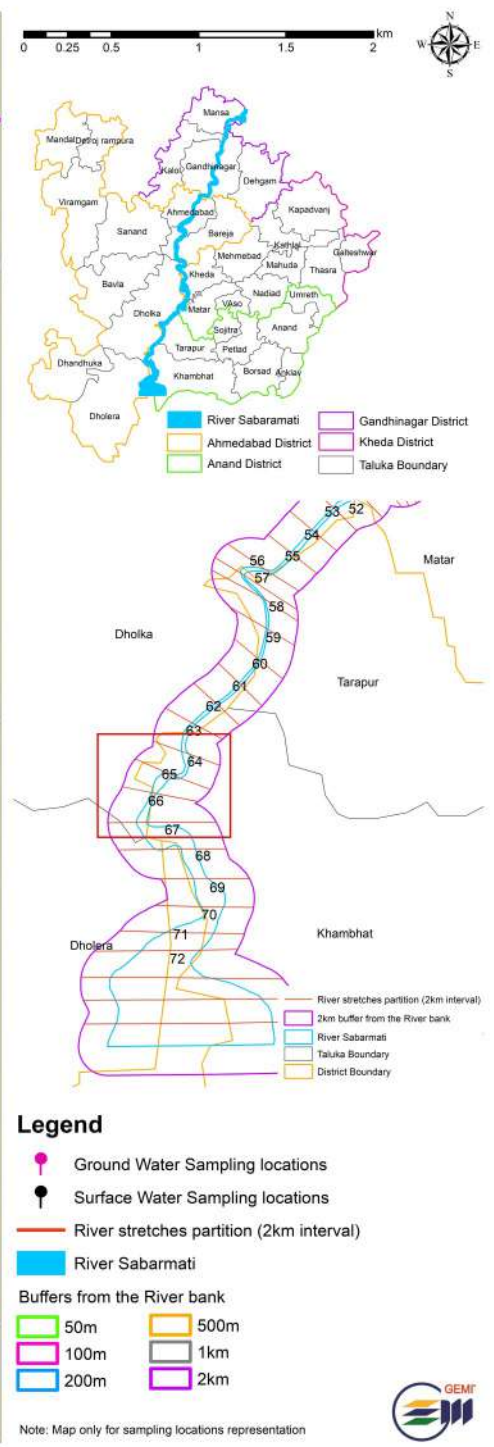 0 0.25 0.5 1 1.5 2 km
N
W E
S
Mansa
Mandal Detroj rampura
Gandhinagar
Kalol
Dehgam
Viramgam
Ahmedabad
Kapadvanj
Sanand
Bareja
Kathlal
Galteshwar
Mehmebad
Mahuda
Kheda
Thasra
Bavla
Nadiad
Umreth
Matar
VAso
Dholka
Sojitra
Anand
Tarapur
Petlad
Dhandhuka
Khambhat
Borsad
Anklav
Dholera
River Sabaramati
Gandhinagar District
Ahmedabad District
Kheda District
Anand District
Taluka Boundary
53 52
54
55
56
57
Matar
58
Dholka
59
60
Tarapur
61
62
63
64
65
66
67
68
69
70
Khambhat
71
Dholera
72
River stretches partition (2km interval)
2km buffer from the River bank
River Sabarmati
Taluka Boundary
District Boundary
Legend
Ground Water Sampling locations
Surface Water Sampling locations
River stretches partition (2km interval)
River Sabarmati
Buffers from the River bank
50m 500m
100m 1km
200m 2km
GEMI
Note: Map only for sampling locations representation